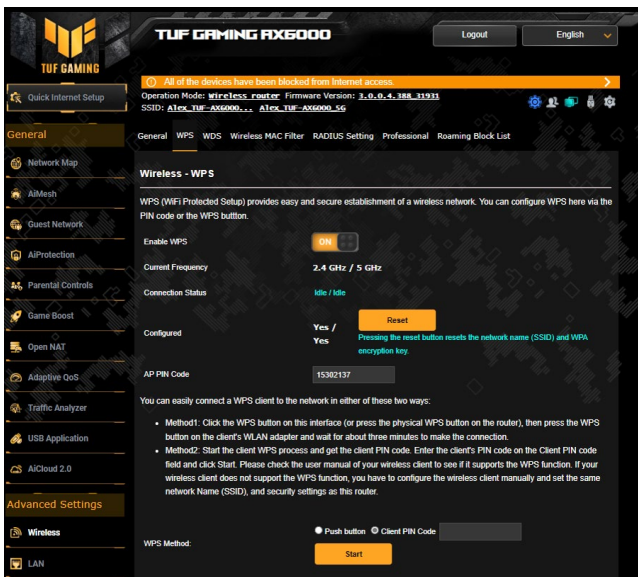 TUF GAMING
TUF GAMING AX6000
Logout
English
All of the devices have been blocked from Internet access.
Quick Internet Setup
Operation Mode: Wireless router Firmware Version: 3.0.0.4.388_31931
SSID: Alex_TUF-AX6000... Alex_TUF-AX6000_5G
General
Network Map
AiMesh
Guest Network
AiProtection
Parental Controls
Game Boost
Open NAT
Adaptive QoS
Traffic Analyzer
USB Application
AiCloud 2.0
Advanced Settings
Wireless
LAN
General WPS WDS Wireless MAC Filter RADIUS Setting Professional Roaming Block List
Wireless - WPS
WPS (WiFi Protected Setup) provides easy and secure establishment of a wireless network. You can configure WPS here via the
PIN code or the WPS buttton.
Enable WPS ON
Current Frequency 2.4 GHz / 5 GHz
Connection Status Idle / Idle
Configured Yes / Yes
Reset
Pressing the reset button resets the network name (SSID) and WPA
encryption key.
AP PIN Code 15302137
You can easily connect a WPS client to the network in either of these two ways:
• Method1: Click the WPS button on this interface (or press the physical WPS button on the router), then press the WPS
button on the client's WLAN adapter and wait for about three minutes to make the connection.
• Method2: Start the client WPS process and get the client PIN code. Enter the client's PIN code on the Client PIN code
field and click Start. Please check the user manual of your wireless client to see if it supports the WPS function. If your
wireless client does not support the WPS function, you have to configure the wireless client manually and set the same
network Name (SSID), and security settings as this router.
WPS Method:
Push button Client PIN Code
Start